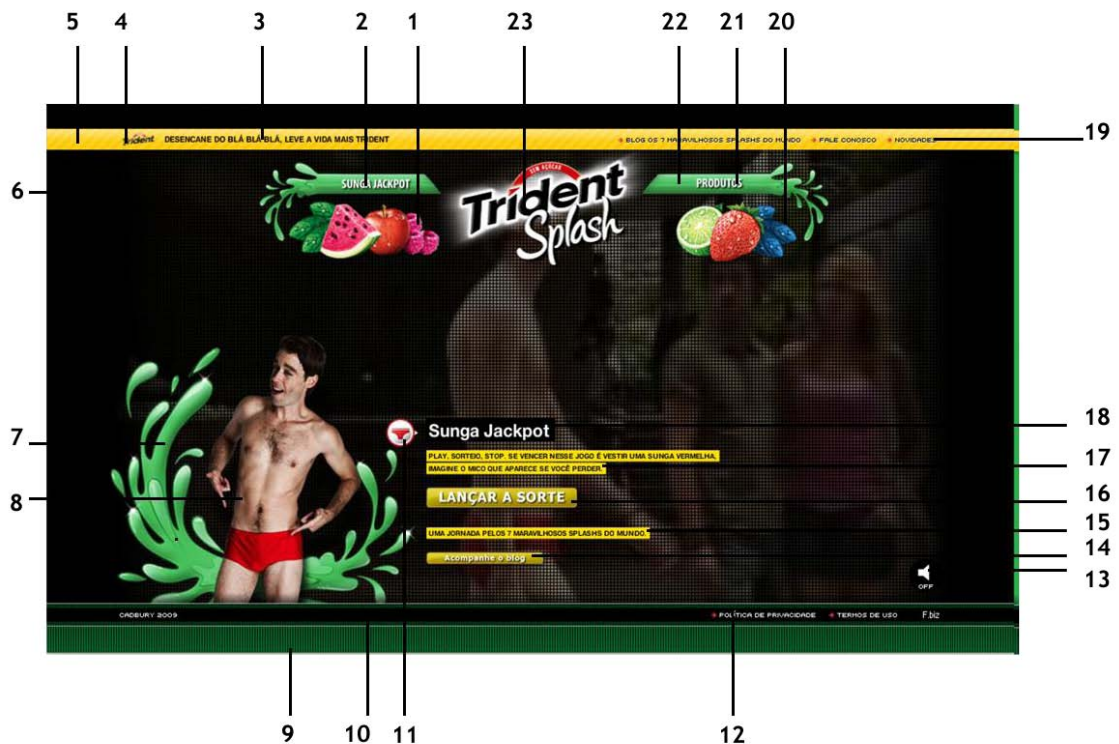 5 4 3 2 1 23 22 21 20
Trident DESENCANE DO BLÁ BLÁ BLÁ, LEVE A VIDA MAIS TRIDENT BLOG OS 7 MARAVILHOSOS SPLASHS DO MUNDO FALE CONOSCO NOVIDADES 19
6
SUNGA JACKPOT
SEM AÇÚCAR
Trident
Splash
PRODUTOS
7
8
Sunga Jackpot 18
PLAY, SORTEIO, STOP. SE VENCER NESSE JOGO É VESTIR UMA SUNGA VERMELHA,
IMAGINE O MICO QUE APARECE SE VOCÊ PERDER. 17
LANÇAR A SORTE 16
UMA JORNADA PELOS 7 MARAVILHOSOS SPLASHS DO MUNDO. 15
Acompanhe o blog 14
13
OFF
CADBURY 2009 POLÍTICA DE PRIVACIDADE TERMOS DE USO F.biz
9 10 11 12